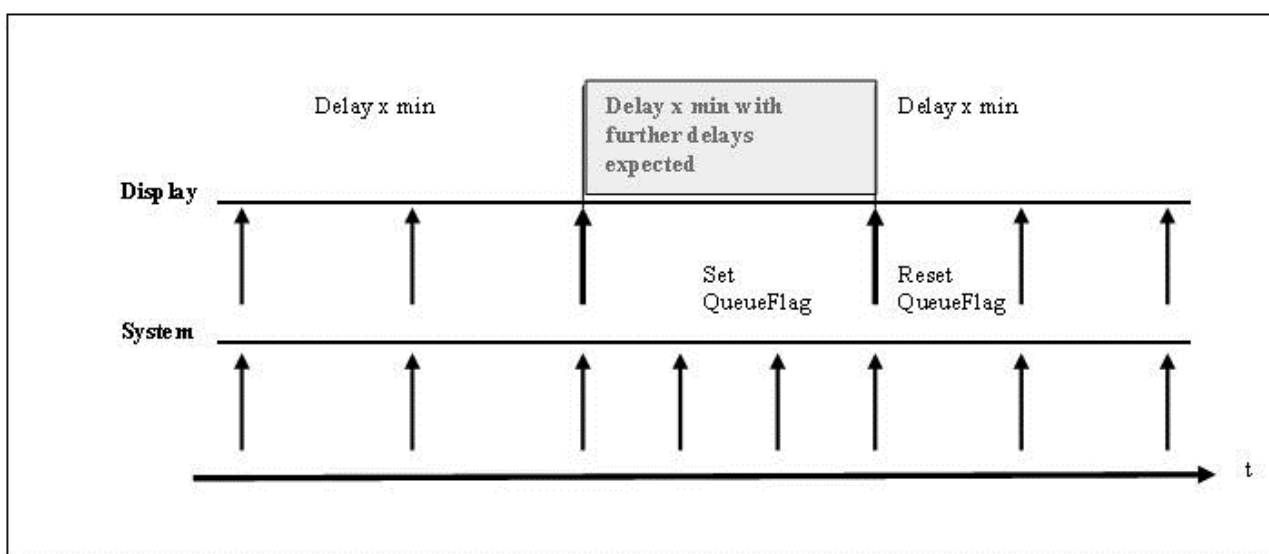 Delay x min
Delay x min with
further delays
expected
Delay x min
Display
Set
QueueFlag
Reset
QueueFlag
System
t